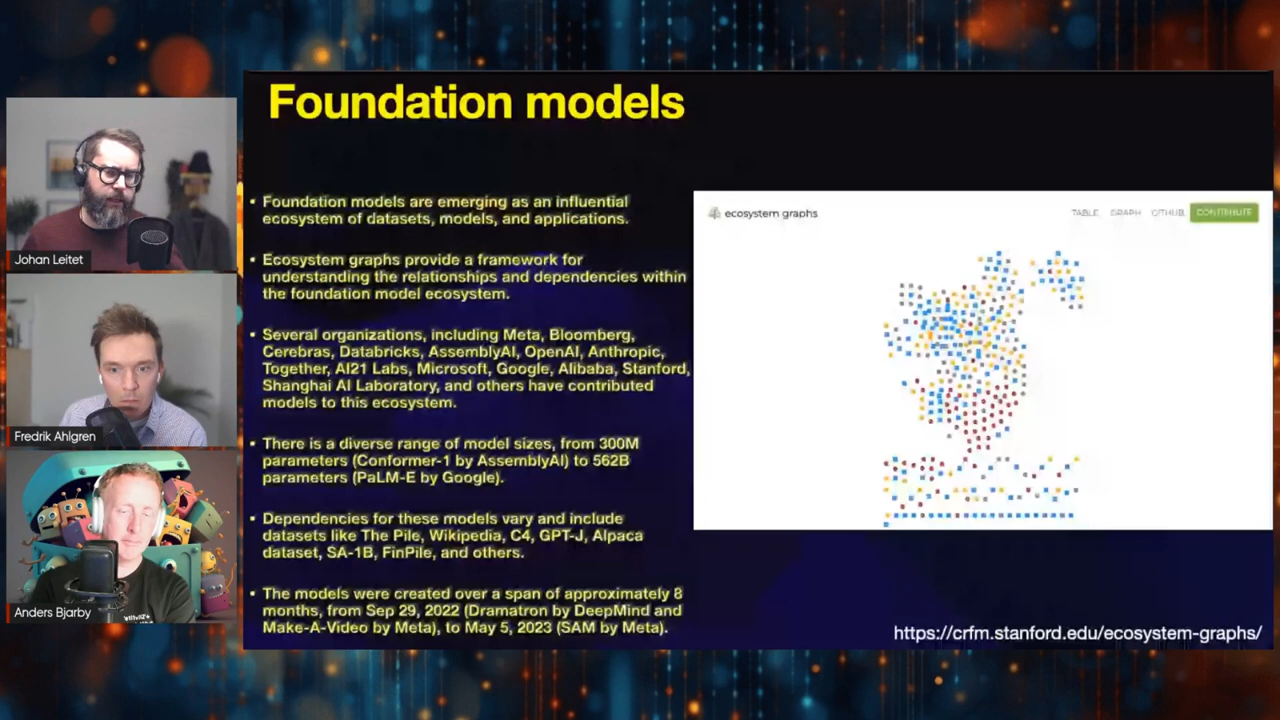 Foundation models
• Foundation models are emerging as an influential
ecosystem of datasets, models, and applications.
• Ecosystem graphs provide a framework for
understanding the relationships and dependencies within
the foundation model ecosystem.
• Several organizations, including Meta, Bloomberg,
Cerebras, Databricks, AssemblyAI, OpenAI, Anthropic,
Together, AI21 Labs, Microsoft, Google, Alibaba, Stanford,
Shanghai AI Laboratory, and others have contributed
models to this ecosystem.
• There is a diverse range of model sizes, from 300M
parameters (Conformer-1 by AssemblyAI) to 562B
parameters (PaLM-E by Google).
• Dependencies for these models vary and include
datasets like The Pile, Wikipedia, C4, GPT-J, Alpaca
dataset, SA-1B, FinPile, and others.
• The models were created over a span of approximately 8
months, from Sep 29, 2022 (Dramatron by DeepMind and
Make-A-Video by Meta), to May 5, 2023 (SAM by Meta).
ecosystem graphs
TABLE GRAPH GITHUB CONTRIBUTE
https://crfm.stanford.edu/ecosystem-graphs/
Johan Leitet
Fredrik Ahlgren
Anders Bjarby